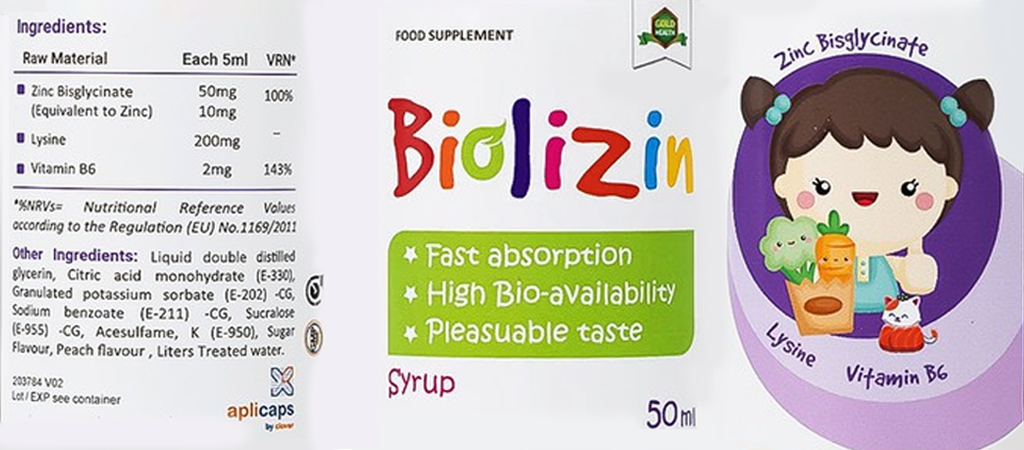 Ingredients:
Raw Material Each 5ml VRN*
Zinc Bisglycinate 50mg 100%
(Equivalent to Zinc) 10mg
Lysine 200mg –
Vitamin B6 2mg 143%
*%NRVs= Nutritional Reference Values
according to the Regulation (EU) No.1169/2011
Other Ingredients: Liquid double distilled
glycerin, Citric acid monohydrate (E-330),
Granulated potassium sorbate (E-202) -CG,
Sodium benzoate (E-211) -CG, Sucralose
(E-955) -CG, Acesulfame, K (E-950), Sugar
Flavour, Peach flavour , Liters Treated water.
203784 V02
Lot / EXP see container
aplicaps
by clover
FOOD SUPPLEMENT
GOLD
HEALTH
Biolizin
Fast absorption
High Bio-availability
Pleasuable taste
Syrup
50ml
Zinc Bisglycinate
Lysine
Vitamin B6